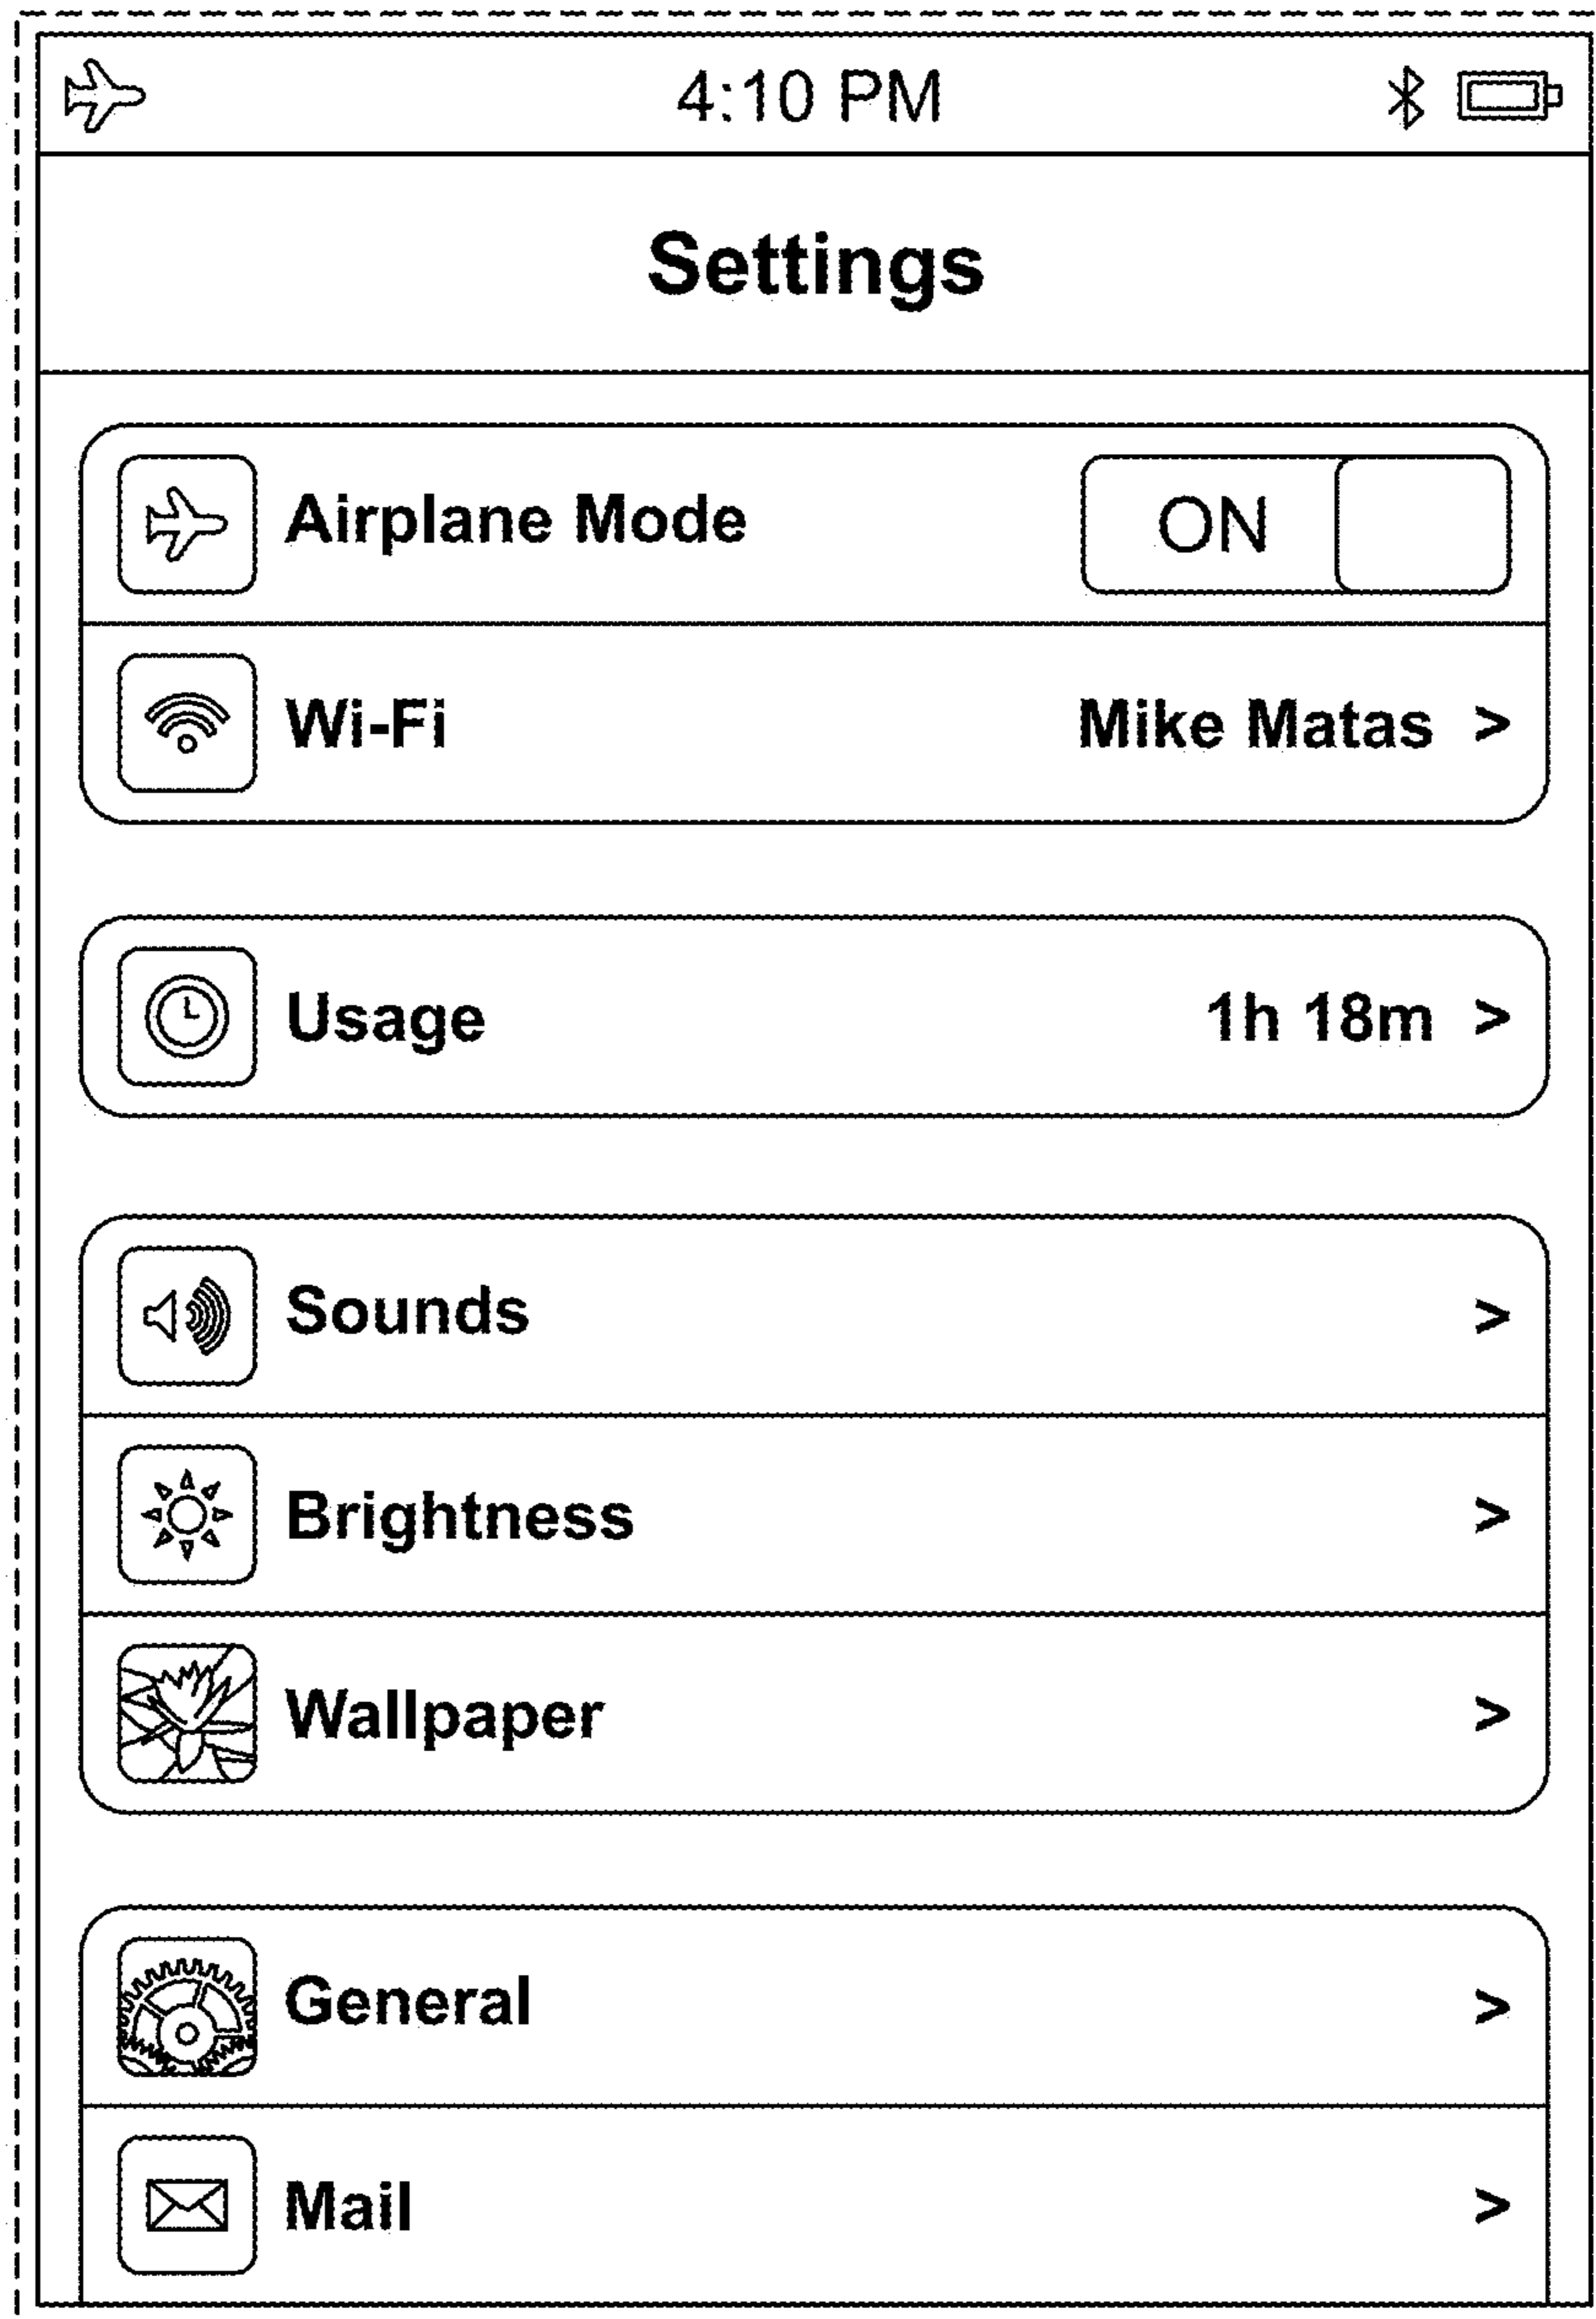 4:10 PM
Settings
Airplane Mode ON
Wi-Fi Mike Matas >
Usage 1h 18m >
Sounds >
Brightness >
Wallpaper >
General >
Mail >